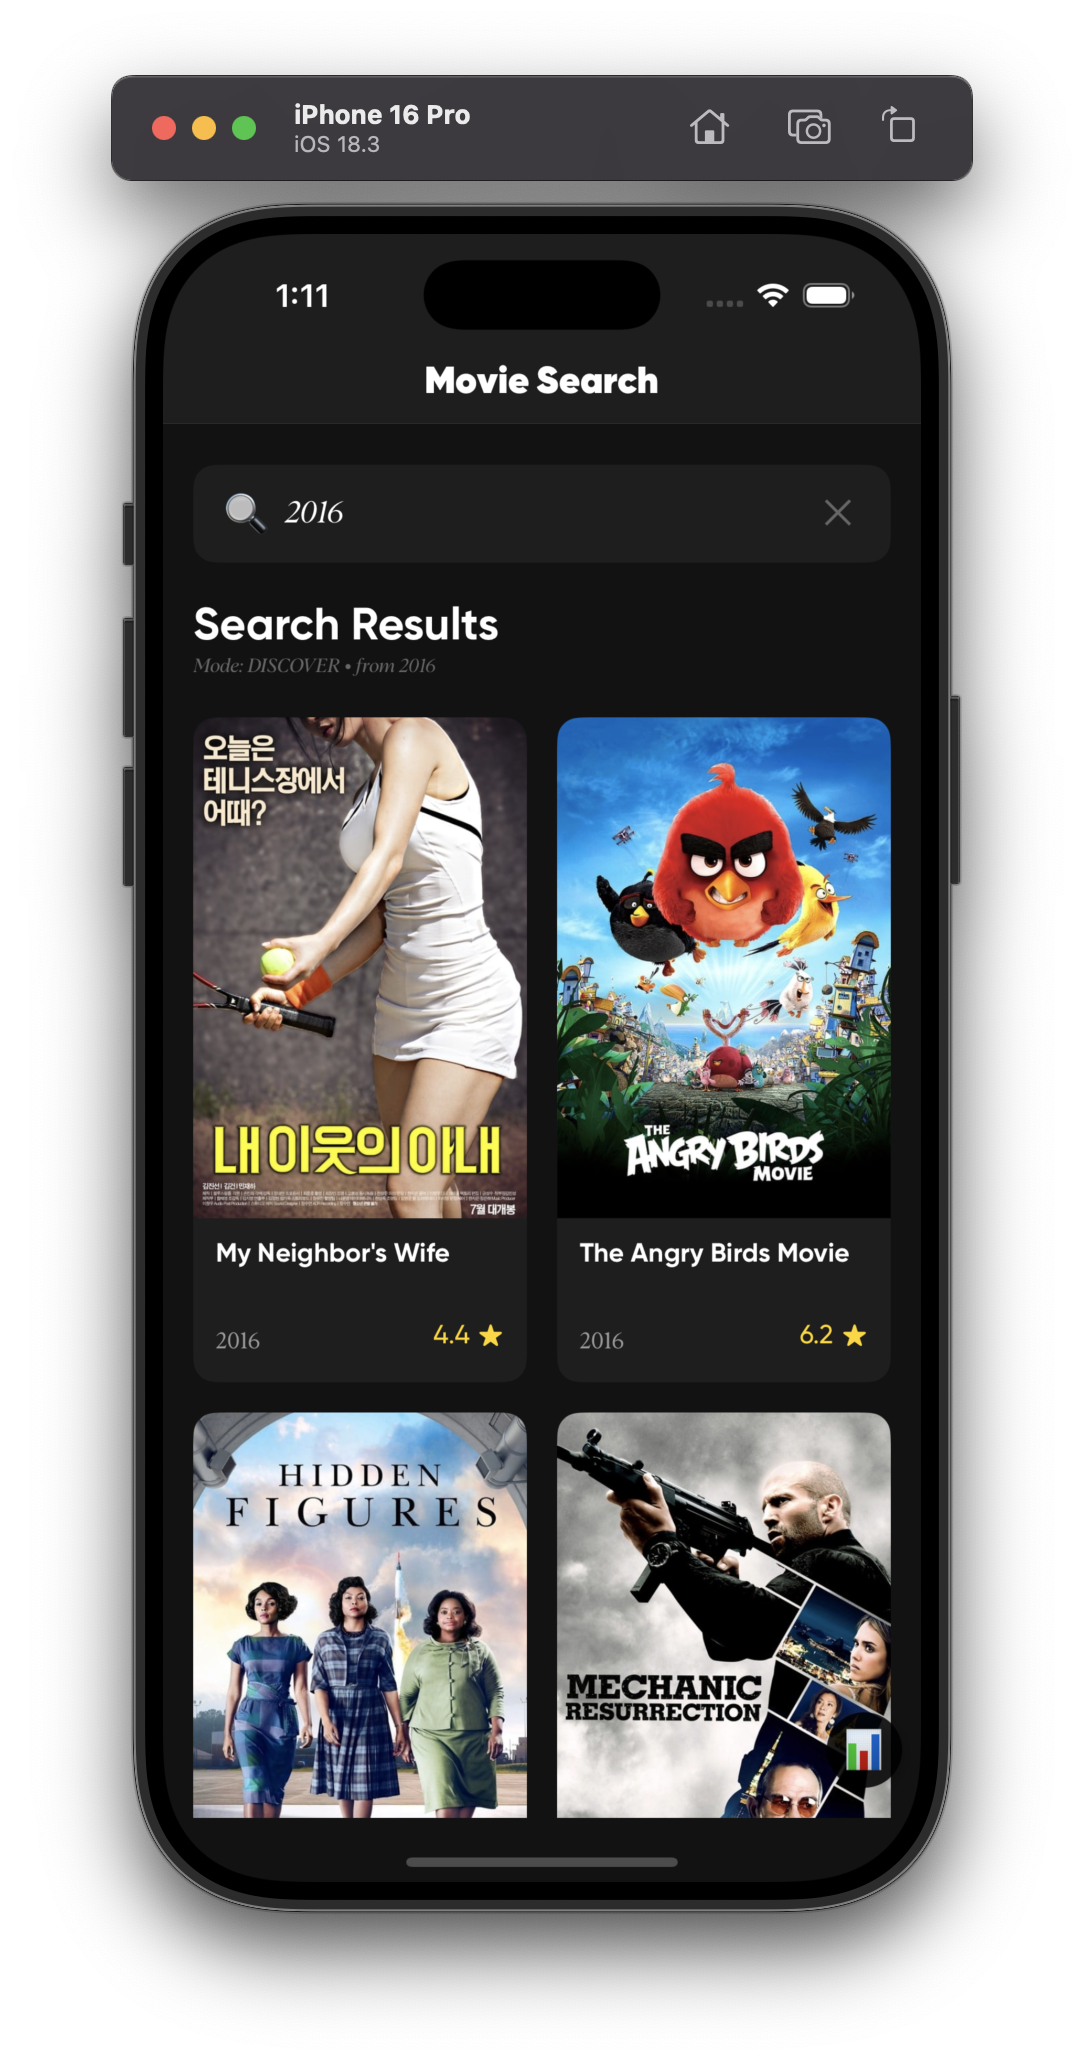 iPhone 16 Pro
iOS 18.3
1:11
Movie Search
2016
Search Results
Mode: DISCOVER • from 2016
오늘은
테니스장에서
어때?
내 이웃의 아내
7월 대개봉
THE
ANGRY BIRDS
MOVIE
My Neighbor's Wife
The Angry Birds Movie
2016
4.4
2016
6.2
HIDDEN
FIGURES
MECHANIC
RESURRECTION